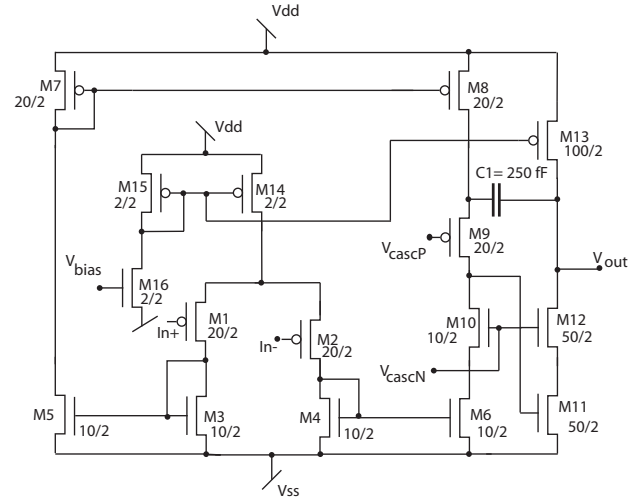 Vdd
M7
20/2
M8
20/2
Vdd
M13
100/2
M15
2/2
M14
2/2
C1= 250 fF
M9
20/2
VcascP
Vbias
M16
2/2
Vout
In+
M1
20/2
In-
M2
20/2
M10
10/2
M12
50/2
VcascN
M5
10/2
M3
10/2
M4
10/2
M6
10/2
M11
50/2
Vss